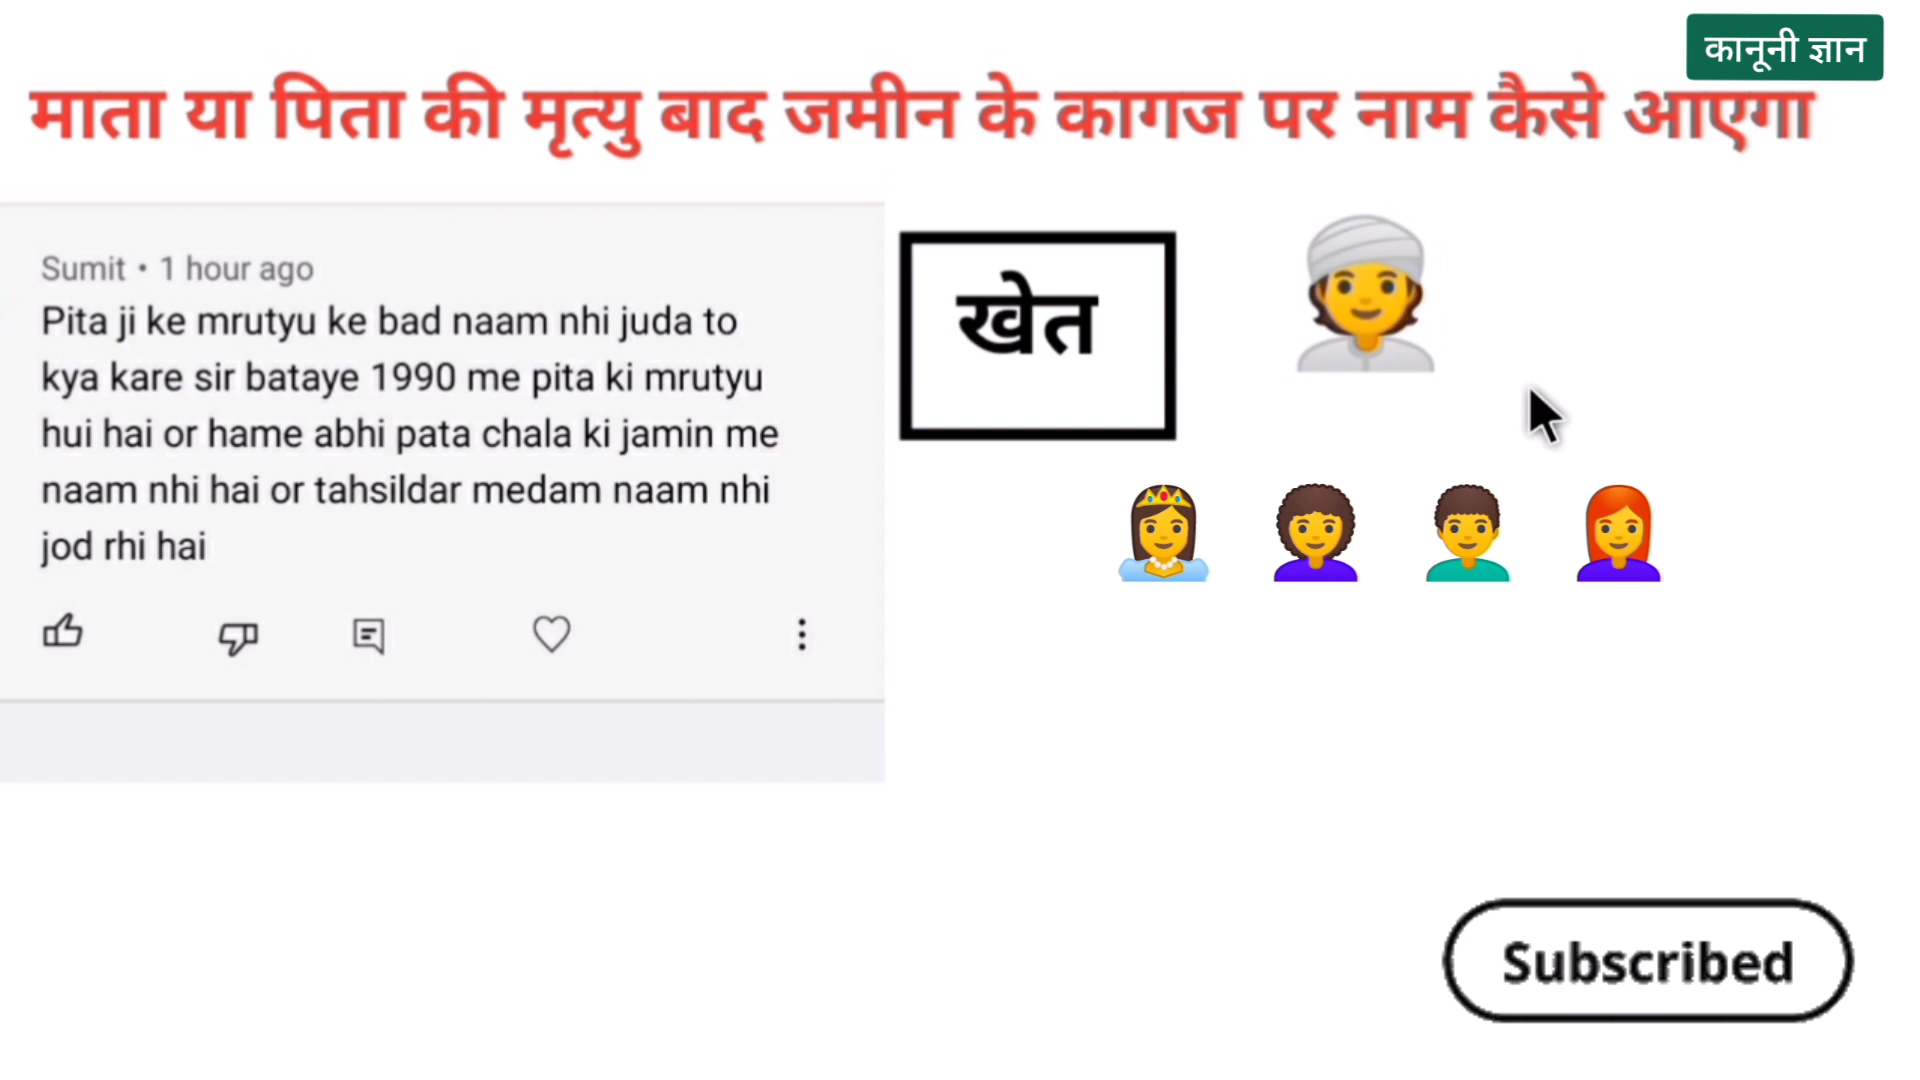 कानूनी ज्ञान
माता या पिता की मृत्यु बाद जमीन के कागज पर नाम कैसे आएगा
Sumit • 1 hour ago
Pita ji ke mrutyu ke bad naam nhi juda to
kya kare sir bataye 1990 me pita ki mrutyu
hui hai or hame abhi pata chala ki jamin me
naam nhi hai or tahsildar medam naam nhi
jod rhi hai
खेत
Subscribed